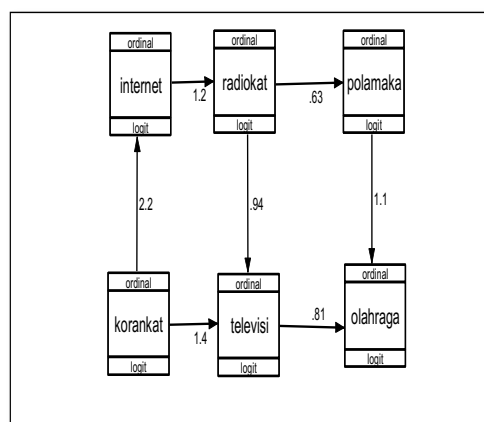 ordinal
internet
logit
1.2
ordinal
radiokat
logit
.63
ordinal
polamaka
logit
2.2
.94
1.1
ordinal
korankat
logit
1.4
ordinal
televisi
logit
.81
ordinal
olahraga
logit